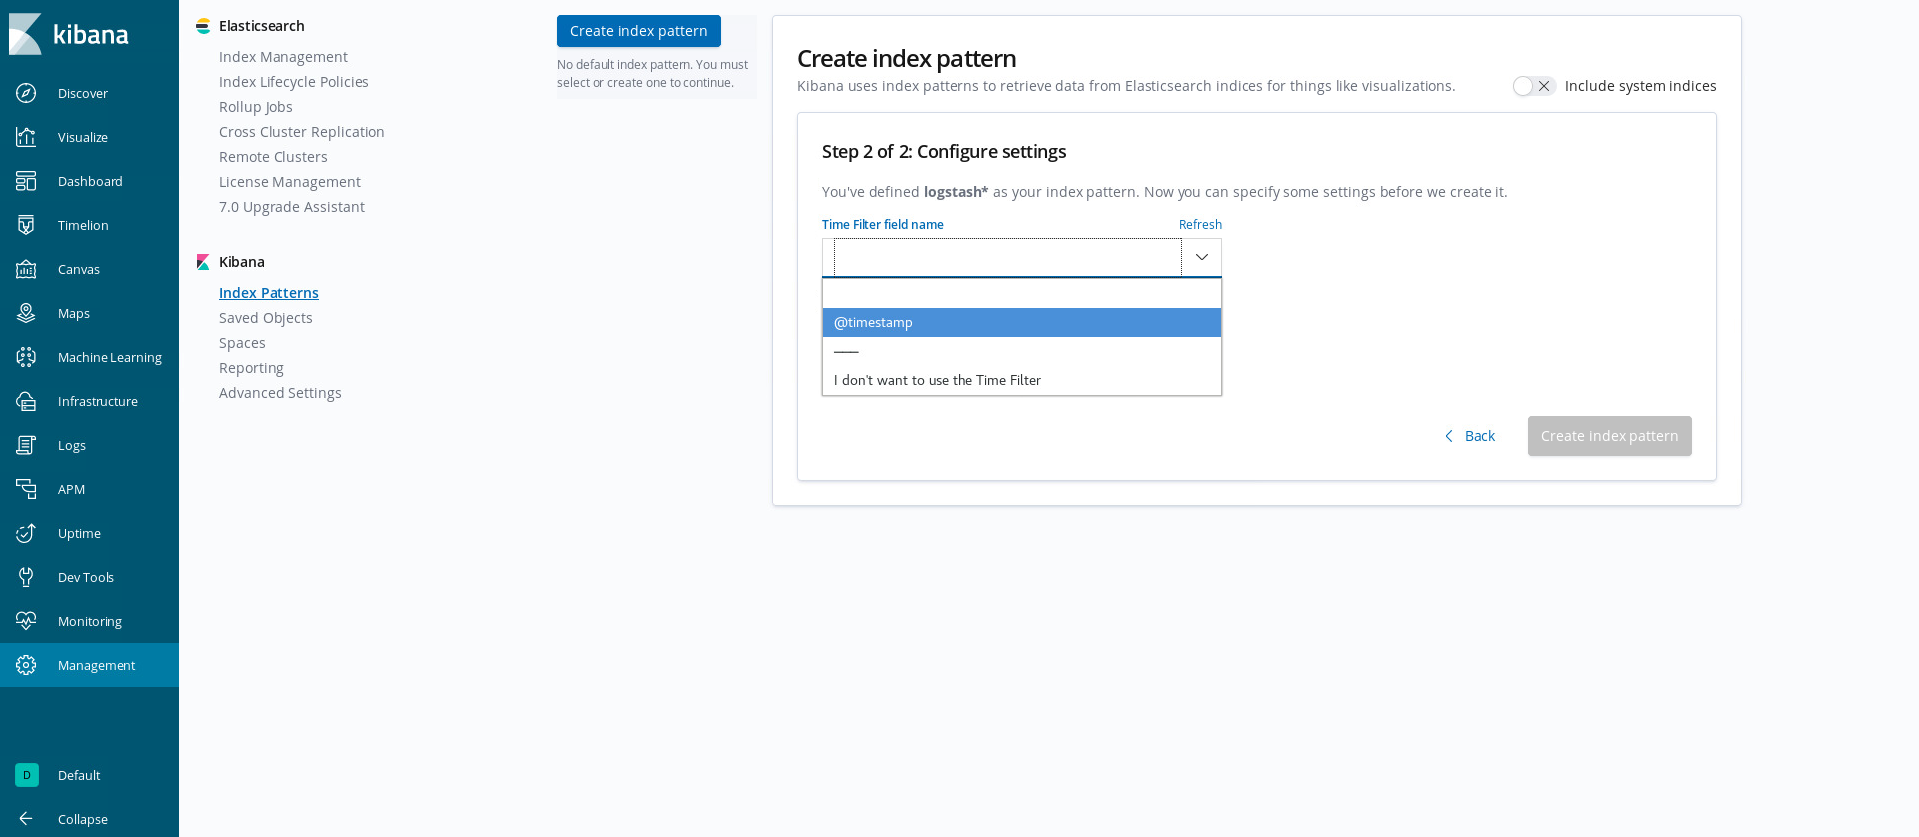 kibana
Discover
Visualize
Dashboard
Timelion
Canvas
Maps
Machine Learning
Infrastructure
Logs
APM
Uptime
Dev Tools
Monitoring
Management
D
Default
Collapse
Elasticsearch
Index Management
Index Lifecycle Policies
Rollup Jobs
Cross Cluster Replication
Remote Clusters
License Management
7.0 Upgrade Assistant
Kibana
Index Patterns
Saved Objects
Spaces
Reporting
Advanced Settings
Create index pattern
No default index pattern. You must
select or create one to continue.
Create index pattern
Kibana uses index patterns to retrieve data from Elasticsearch indices for things like visualizations.
Include system indices
Step 2 of 2: Configure settings
You've defined logstash* as your index pattern. Now you can specify some settings before we create it.
Time Filter field name
Refresh
@timestamp
───
I don't want to use the Time Filter
Back
Create index pattern